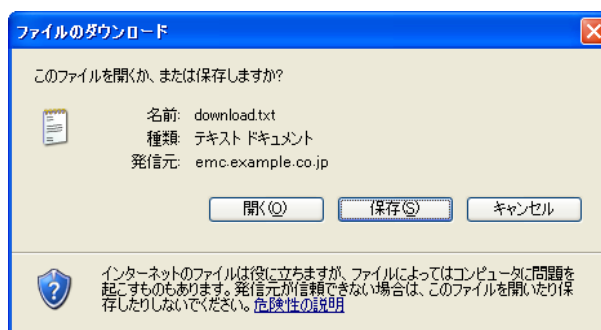 ファイルのダウンロード
このファイルを開くか、または保存しますか?
名前: download.txt
種類: テキスト ドキュメント
発信元: emc.example.co.jp
開く(O)
保存(S)
キャンセル
インターネットのファイルは役に立ちますが、ファイルによってはコンピュータに問題を
起こすものもあります。発信元が信頼できない場合は、このファイルを開いたり保
存したりしないでください。危険性の説明